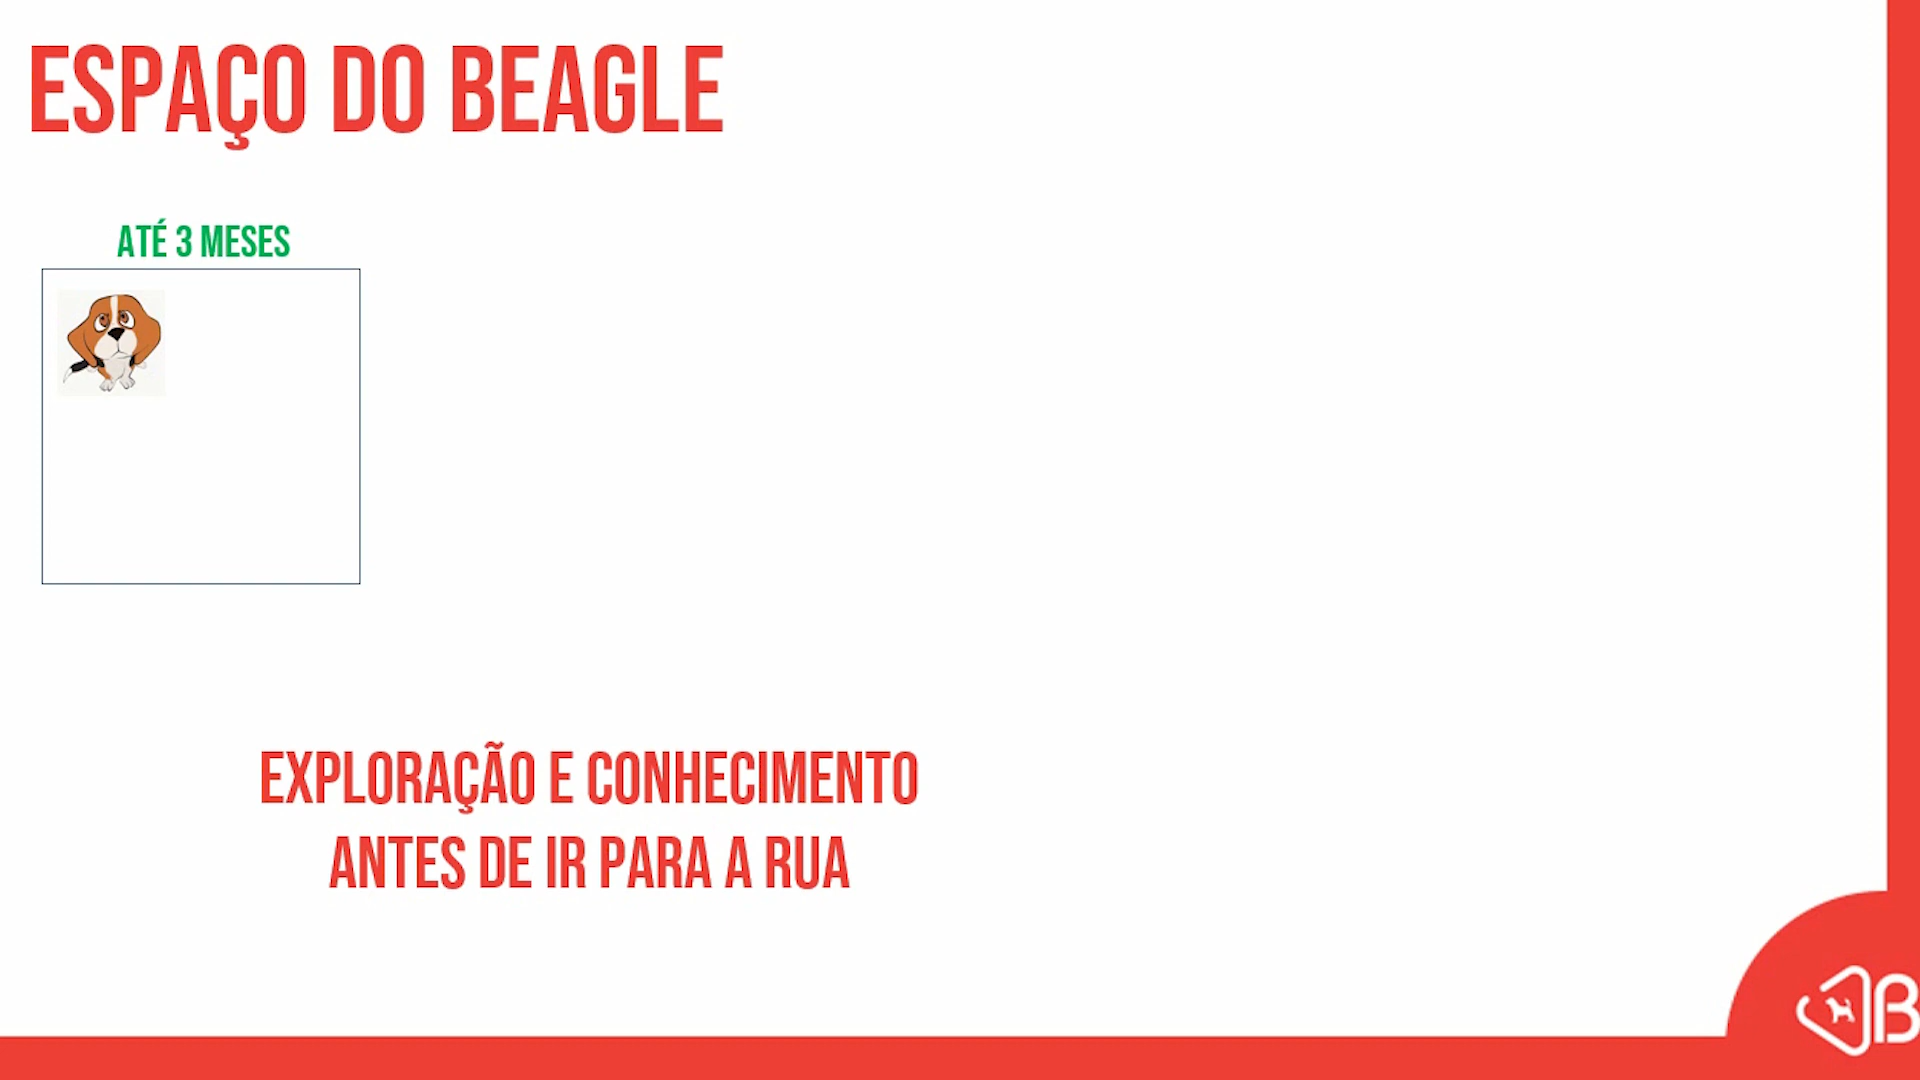 ESPAÇO DO BEAGLE
ATÉ 3 MESES
EXPLORAÇÃO E CONHECIMENTO
ANTES DE IR PARA A RUA
B